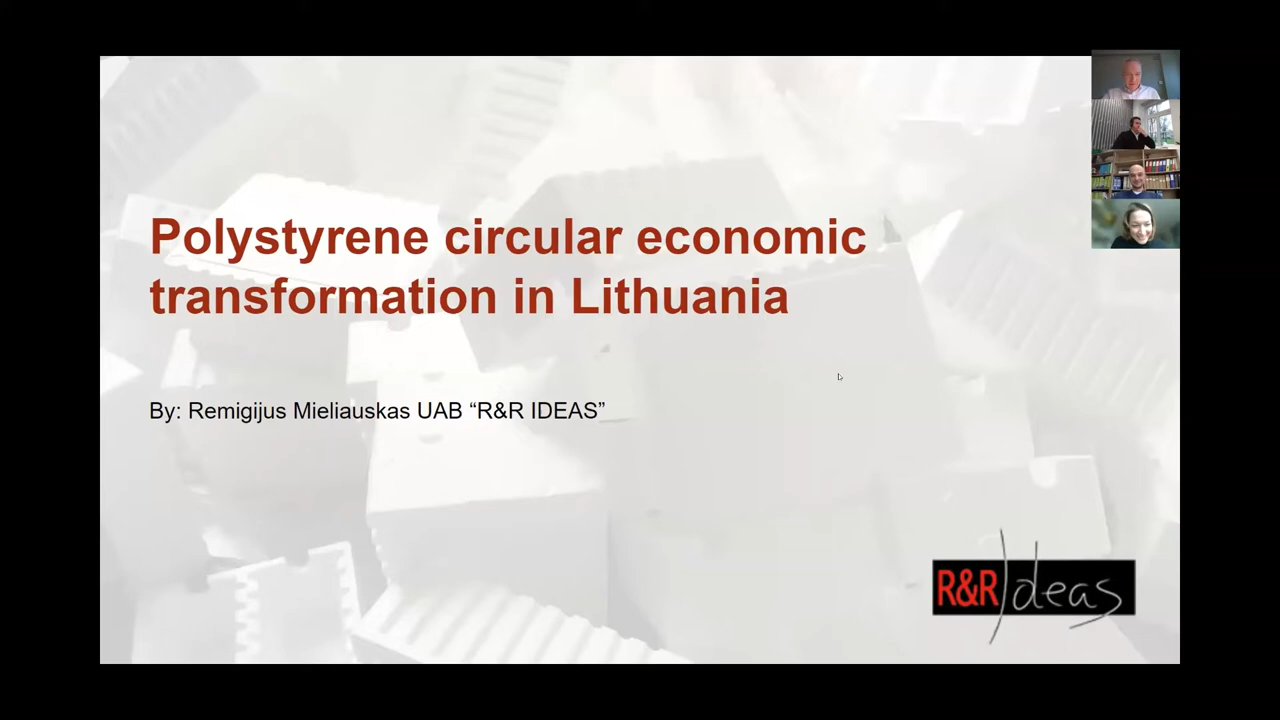 Polystyrene circular economic
transformation in Lithuania
By: Remigijus Mieliauskas UAB “R&R IDEAS”
R&R Ideas